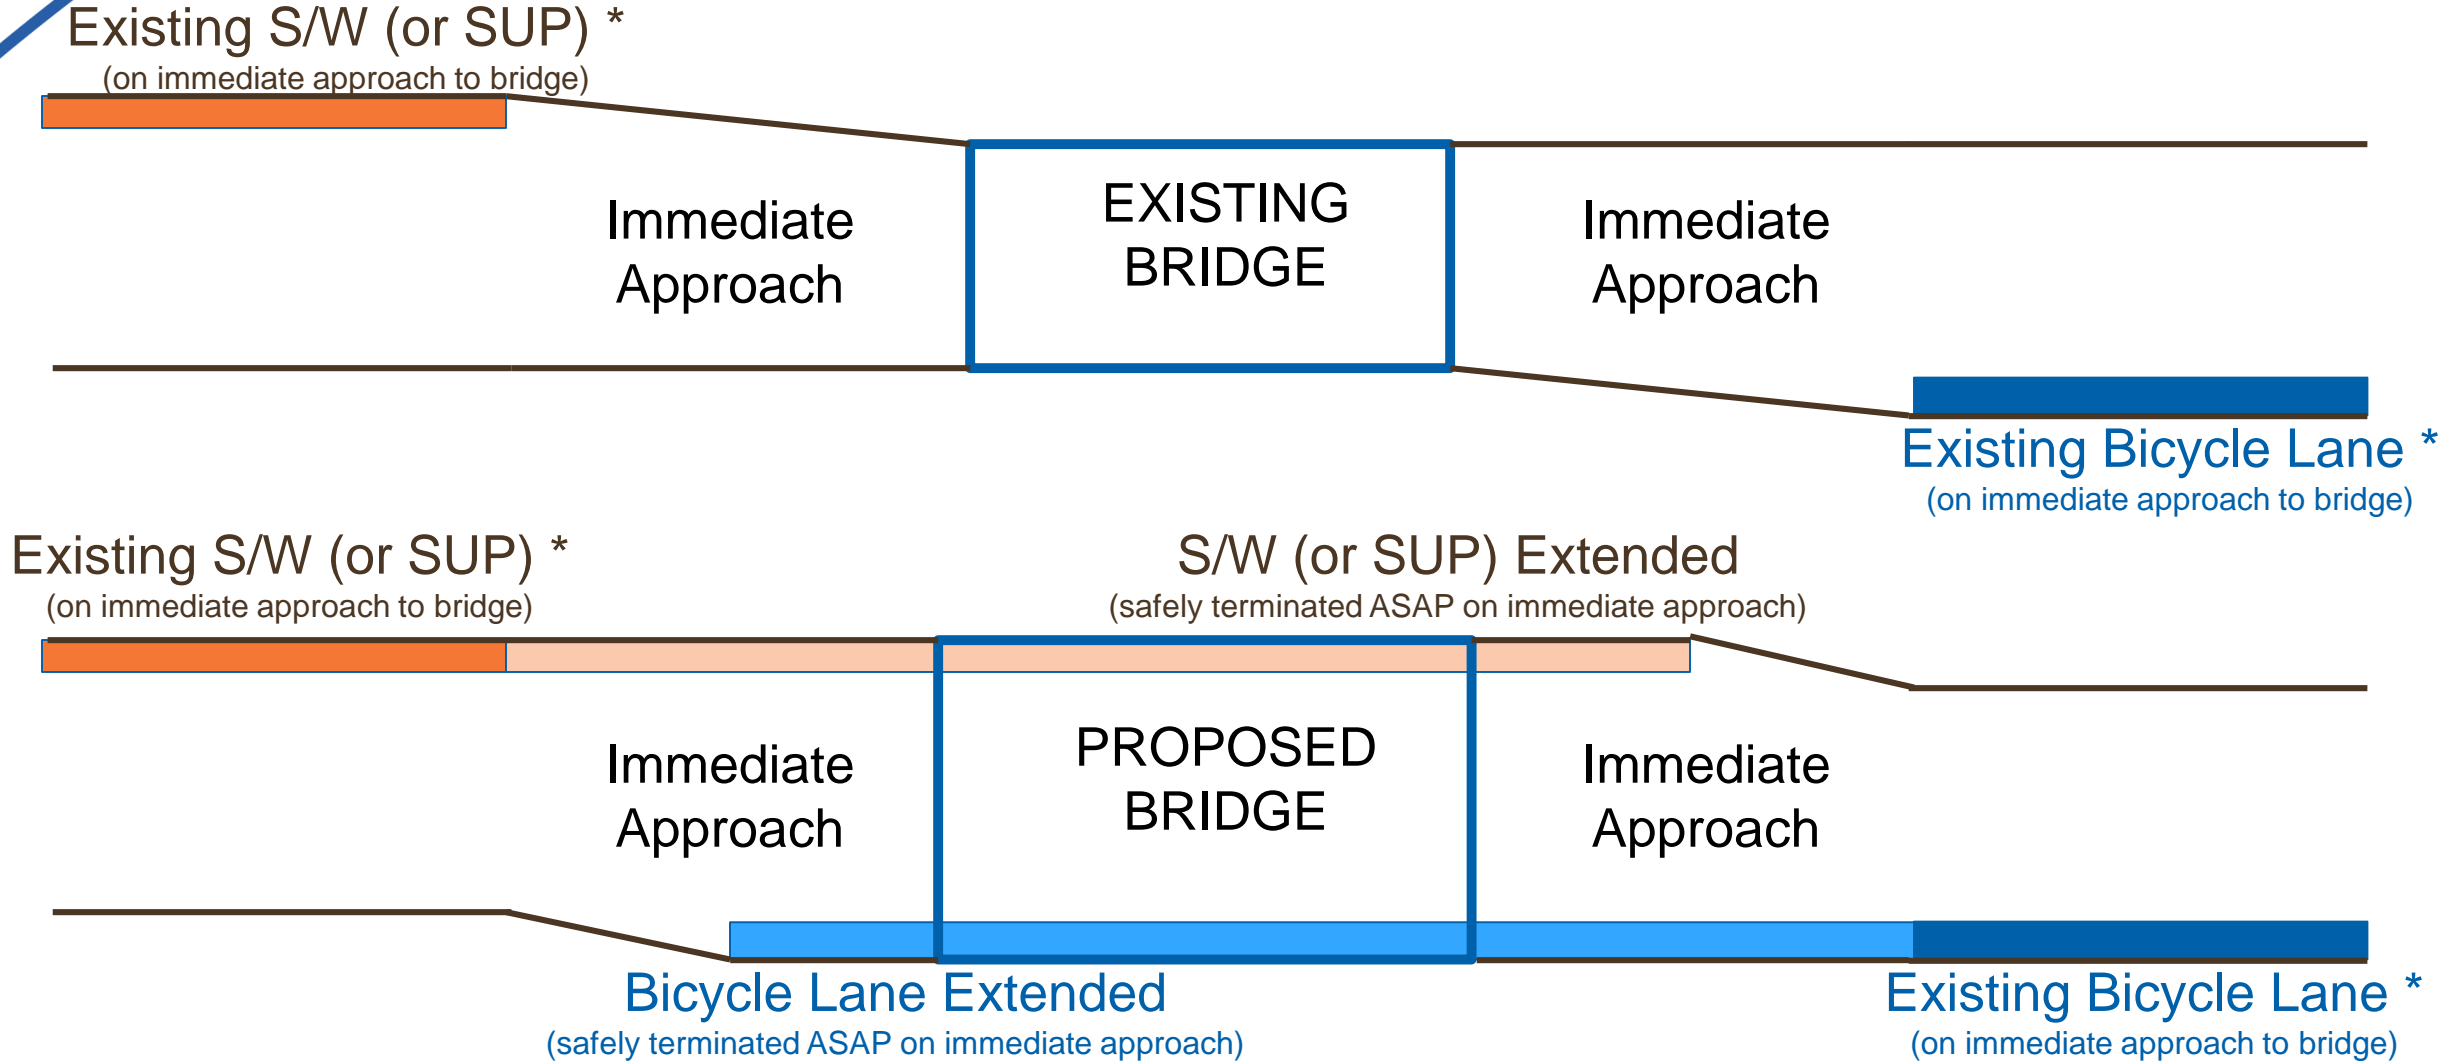 Existing S/W (or SUP) *
(on immediate approach to bridge)
Immediate
Approach
EXISTING
BRIDGE
Immediate
Approach
Existing Bicycle Lane *
(on immediate approach to bridge)
Existing S/W (or SUP) *
(on immediate approach to bridge)
S/W (or SUP) Extended
(safely terminated ASAP on immediate approach)
Immediate
Approach
PROPOSED
BRIDGE
Immediate
Approach
Bicycle Lane Extended
(safely terminated ASAP on immediate approach)
Existing Bicycle Lane *
(on immediate approach to bridge)